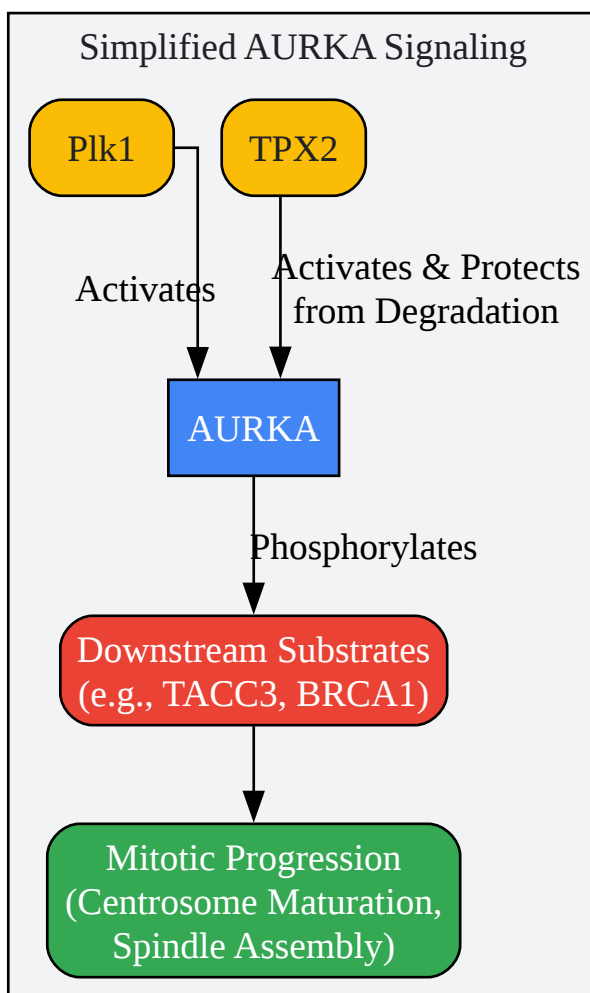 Simplified AURKA Signaling
Plk1
TPX2
Activates
Activates & Protects
from Degradation
AURKA
Phosphorylates
Downstream Substrates
(e.g., TACC3, BRCA1)
Mitotic Progression
(Centrosome Maturation,
Spindle Assembly)